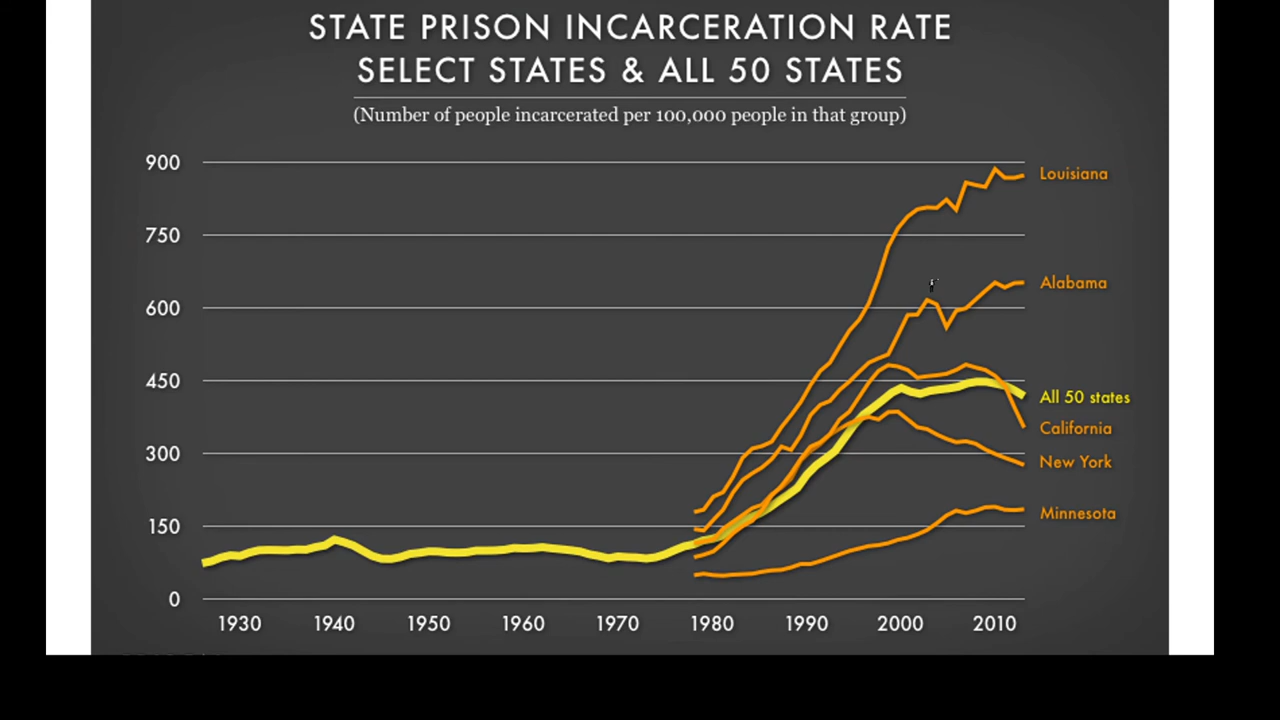 STATE PRISON INCARCERATION RATE
SELECT STATES & ALL 50 STATES
(Number of people incarcerated per 100,000 people in that group)
900
Louisiana
750
Alabama
600
450
All 50 states
California
300
New York
Minnesota
150
0
1930 1940 1950 1960 1970 1980 1990 2000 2010